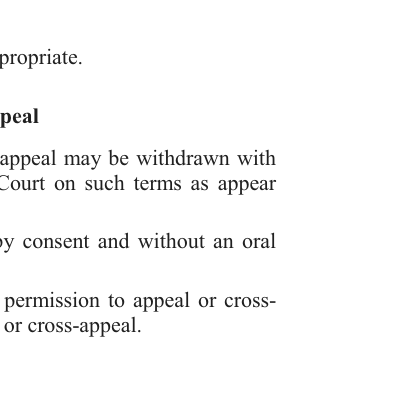 propriate.
peal
appeal may be withdrawn with
Court on such terms as appear
by consent and without an oral
permission to appeal or cross-
or cross-appeal.